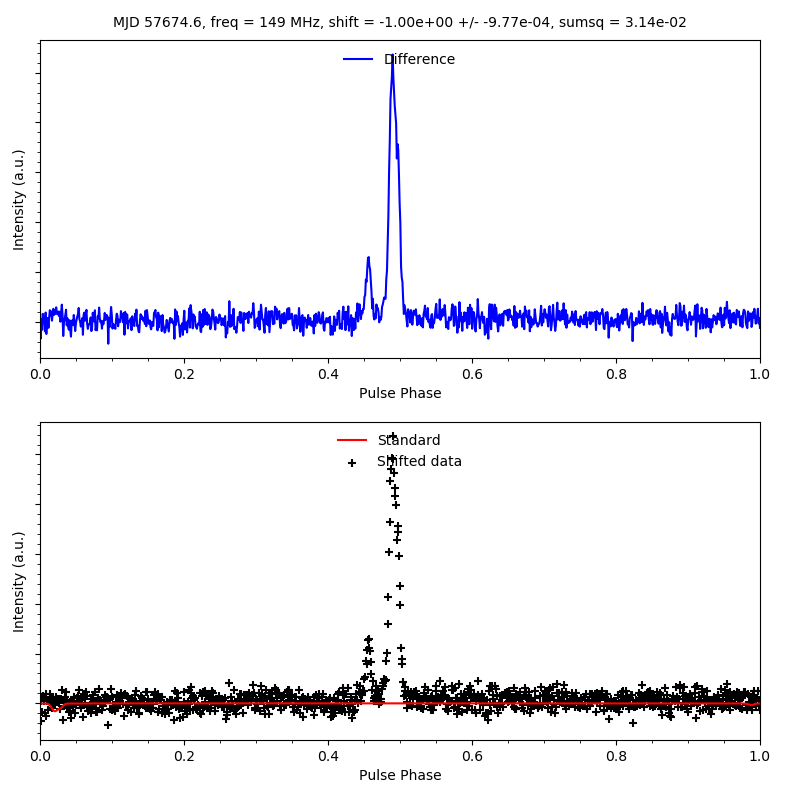 MJD 57674.6, freq = 149 MHz, shift = -1.00e+00 +/- -9.77e-04, sumsq = 3.14e-02
Difference
Intensity (a.u.)
0.0 0.2 0.4 0.6 0.8 1.0
Pulse Phase
Standard
Shifted data
Intensity (a.u.)
0.0 0.2 0.4 0.6 0.8 1.0
Pulse Phase